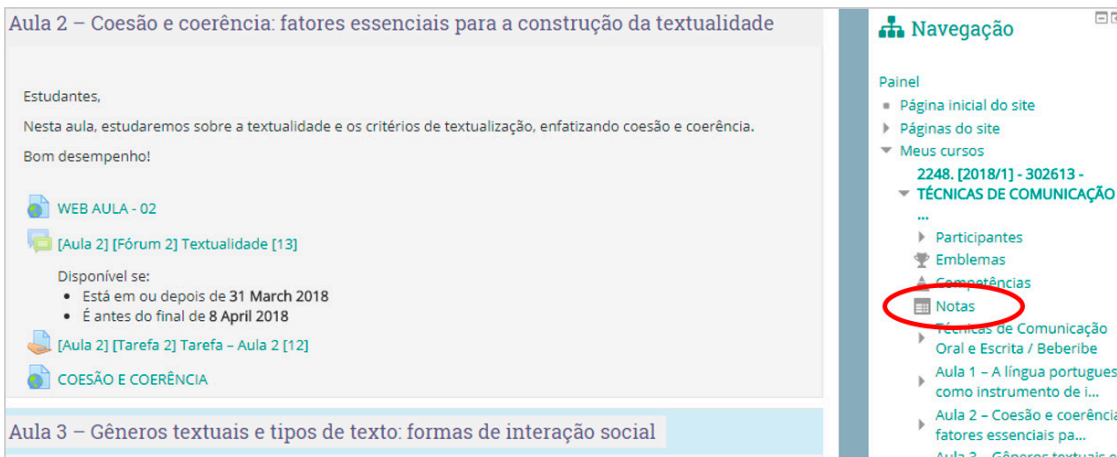 Aula 2 – Coesão e coerência: fatores essenciais para a construção da textualidade
Estudantes,
Nesta aula, estudaremos sobre a textualidade e os critérios de textualização, enfatizando coesão e coerência.
Bom desempenho!
WEB AULA - 02
[Aula 2] [Fórum 2] Textualidade [13]
Disponível se:
• Está em ou depois de 31 March 2018
• É antes do final de 8 April 2018
[Aula 2] [Tarefa 2] Tarefa – Aula 2 [12]
COESÃO E COERÊNCIA
Aula 3 – Gêneros textuais e tipos de texto: formas de interação social
Navegação
Painel
Página inicial do site
Páginas do site
Meus cursos
2248. [2018/1] - 302613 -
TÉCNICAS DE COMUNICAÇÃO
...
Participantes
Emblemas
Competências
Notas
Técnicas de Comunicação
Oral e Escrita / Beberibe
Aula 1 – A língua portugues
como instrumento de i...
Aula 2 – Coesão e coerência
fatores essenciais pa...
Aula 3 – Gêneros textuais e